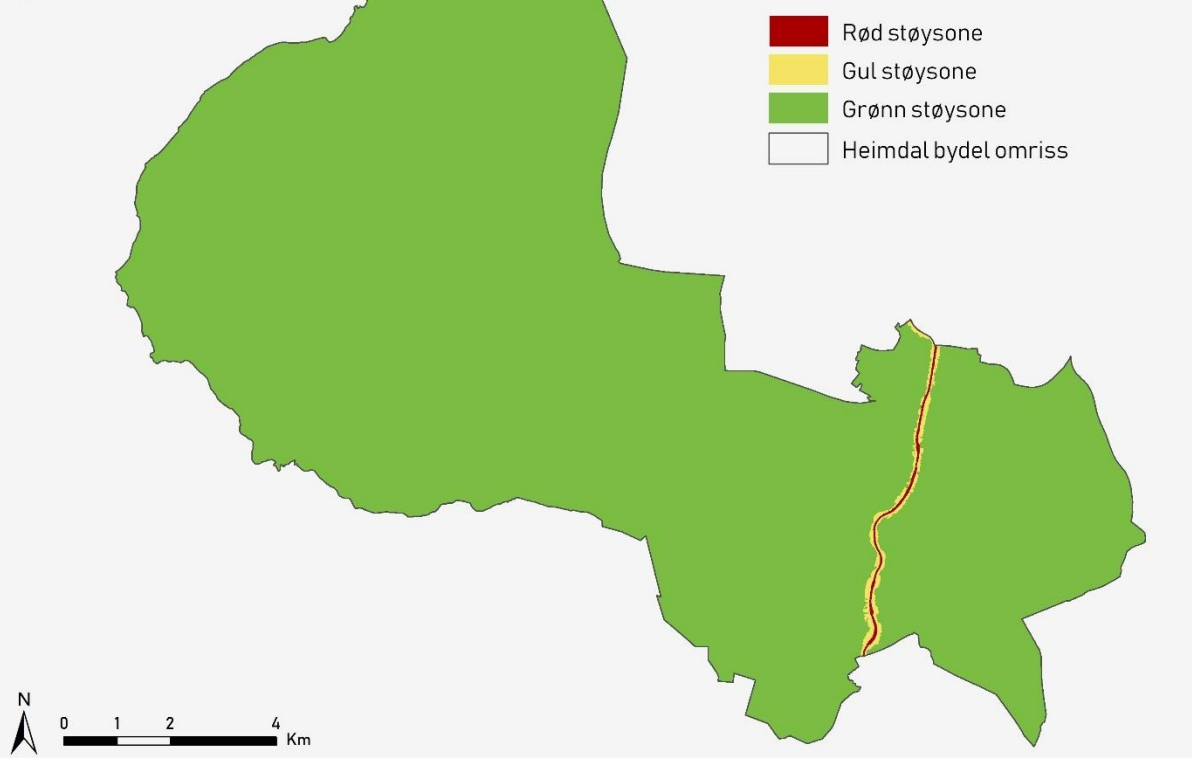 Rød støysone
Gul støysone
Grønn støysone
Heimdal bydel omriss
N
0 1 2 4
Km